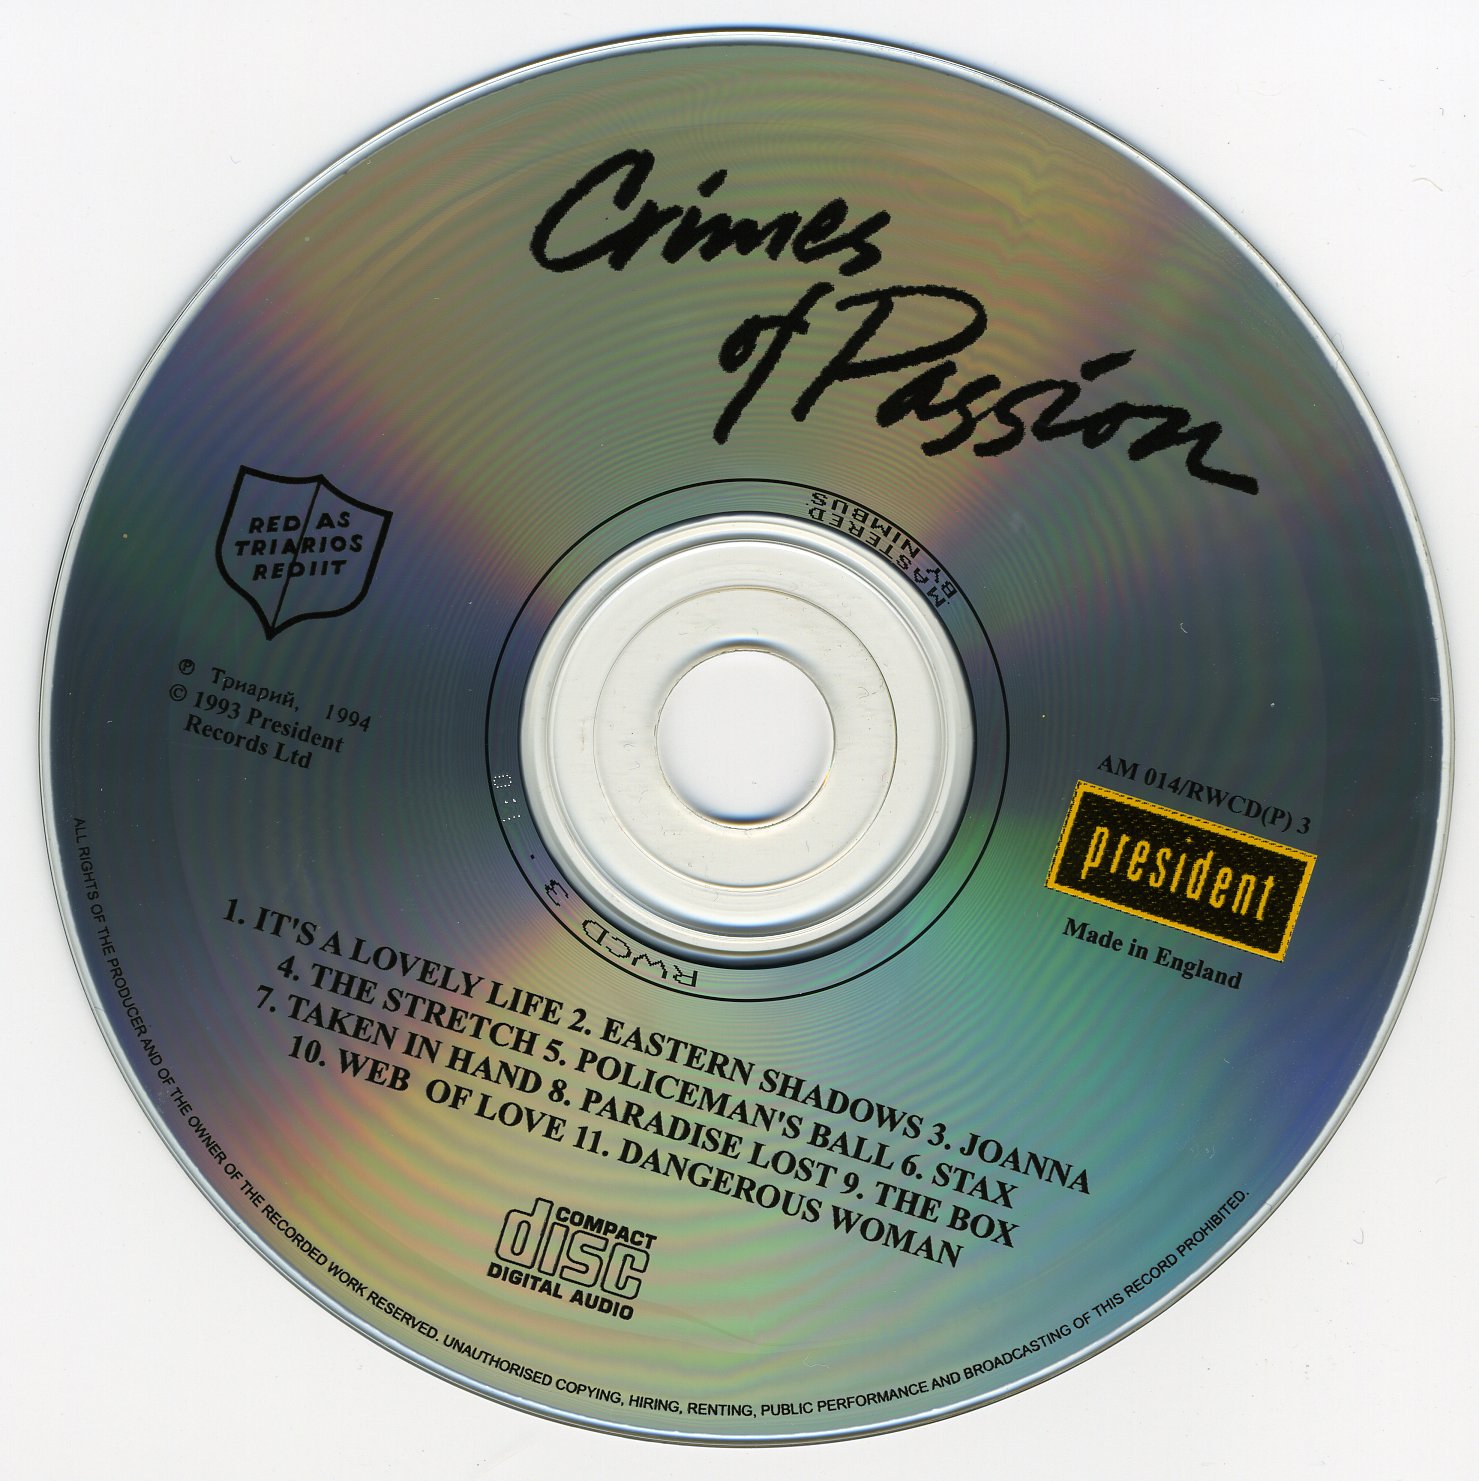 Crimes
of Passion
MASTERED
BY NIMBUS
RED AS
TRIARIOS
REDIIT
℗ Триарий, 1994
© 1993 President
Records Ltd
AM 014/RWCD(P) 3
president
Made in England
RWCD 3 .
1. IT'S A LOVELY LIFE 2. EASTERN SHADOWS 3. JOANNA
4. THE STRETCH 5. POLICEMAN'S BALL 6. STAX
7. TAKEN IN HAND 8. PARADISE LOST 9. THE BOX
10. WEB OF LOVE 11. DANGEROUS WOMAN
COMPACT
disc
DIGITAL AUDIO
ALL RIGHTS OF THE PRODUCER AND OF THE OWNER OF THE RECORDED WORK RESERVED. UNAUTHORISED COPYING, HIRING, RENTING, PUBLIC PERFORMANCE AND BROADCASTING OF THIS RECORD PROHIBITED.